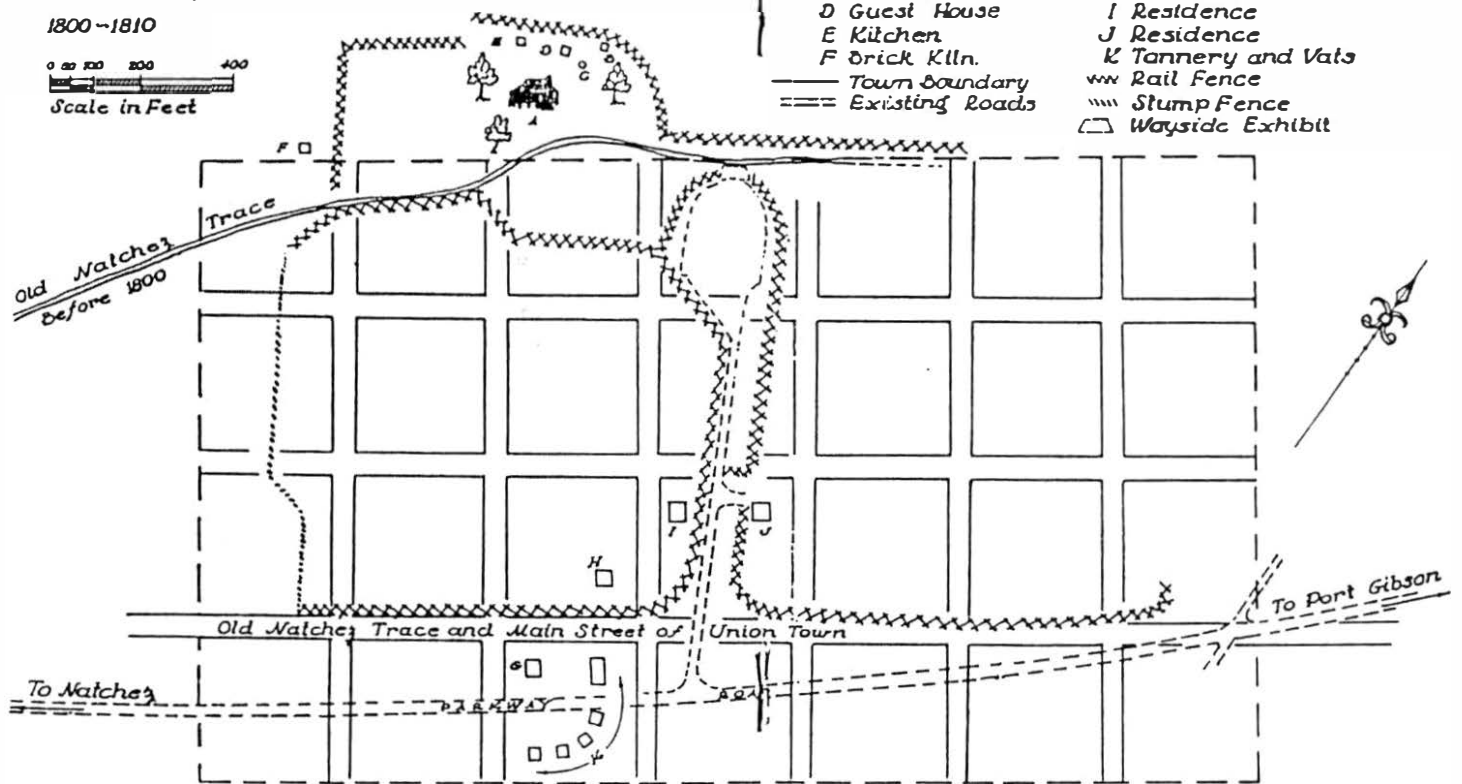 1800-1810
0 50 100 200 400
Scale in Feet
D Guest House
E Kitchen
F Brick Kiln.
Town Boundary
Existing Roads
I Residence
J Residence
K Tannery and Vats
Rail Fence
Stump Fence
Wayside Exhibit
E
D
G
A
F
Old Natchez Trace
Before 1800
I
J
H
Old Natchez Trace and Main Street of Union Town
To Port Gibson
G
To Natchez
PARKWAY
K